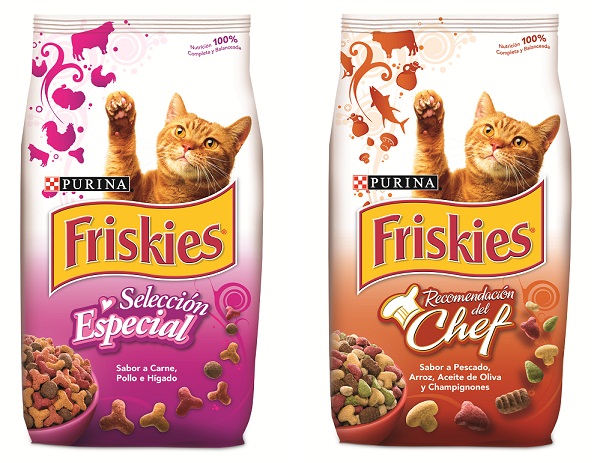 Nutrición 100%
Completa y Balanceada
PURINA
Friskies®
Selección
Especial
Sabor a Carne,
Pollo e Hígado
Nutrición 100%
Completa y Balanceada
PURINA
Friskies®
Recomendación
del
Chef
Sabor a Pescado,
Arroz, Aceite de Oliva
y Champignones